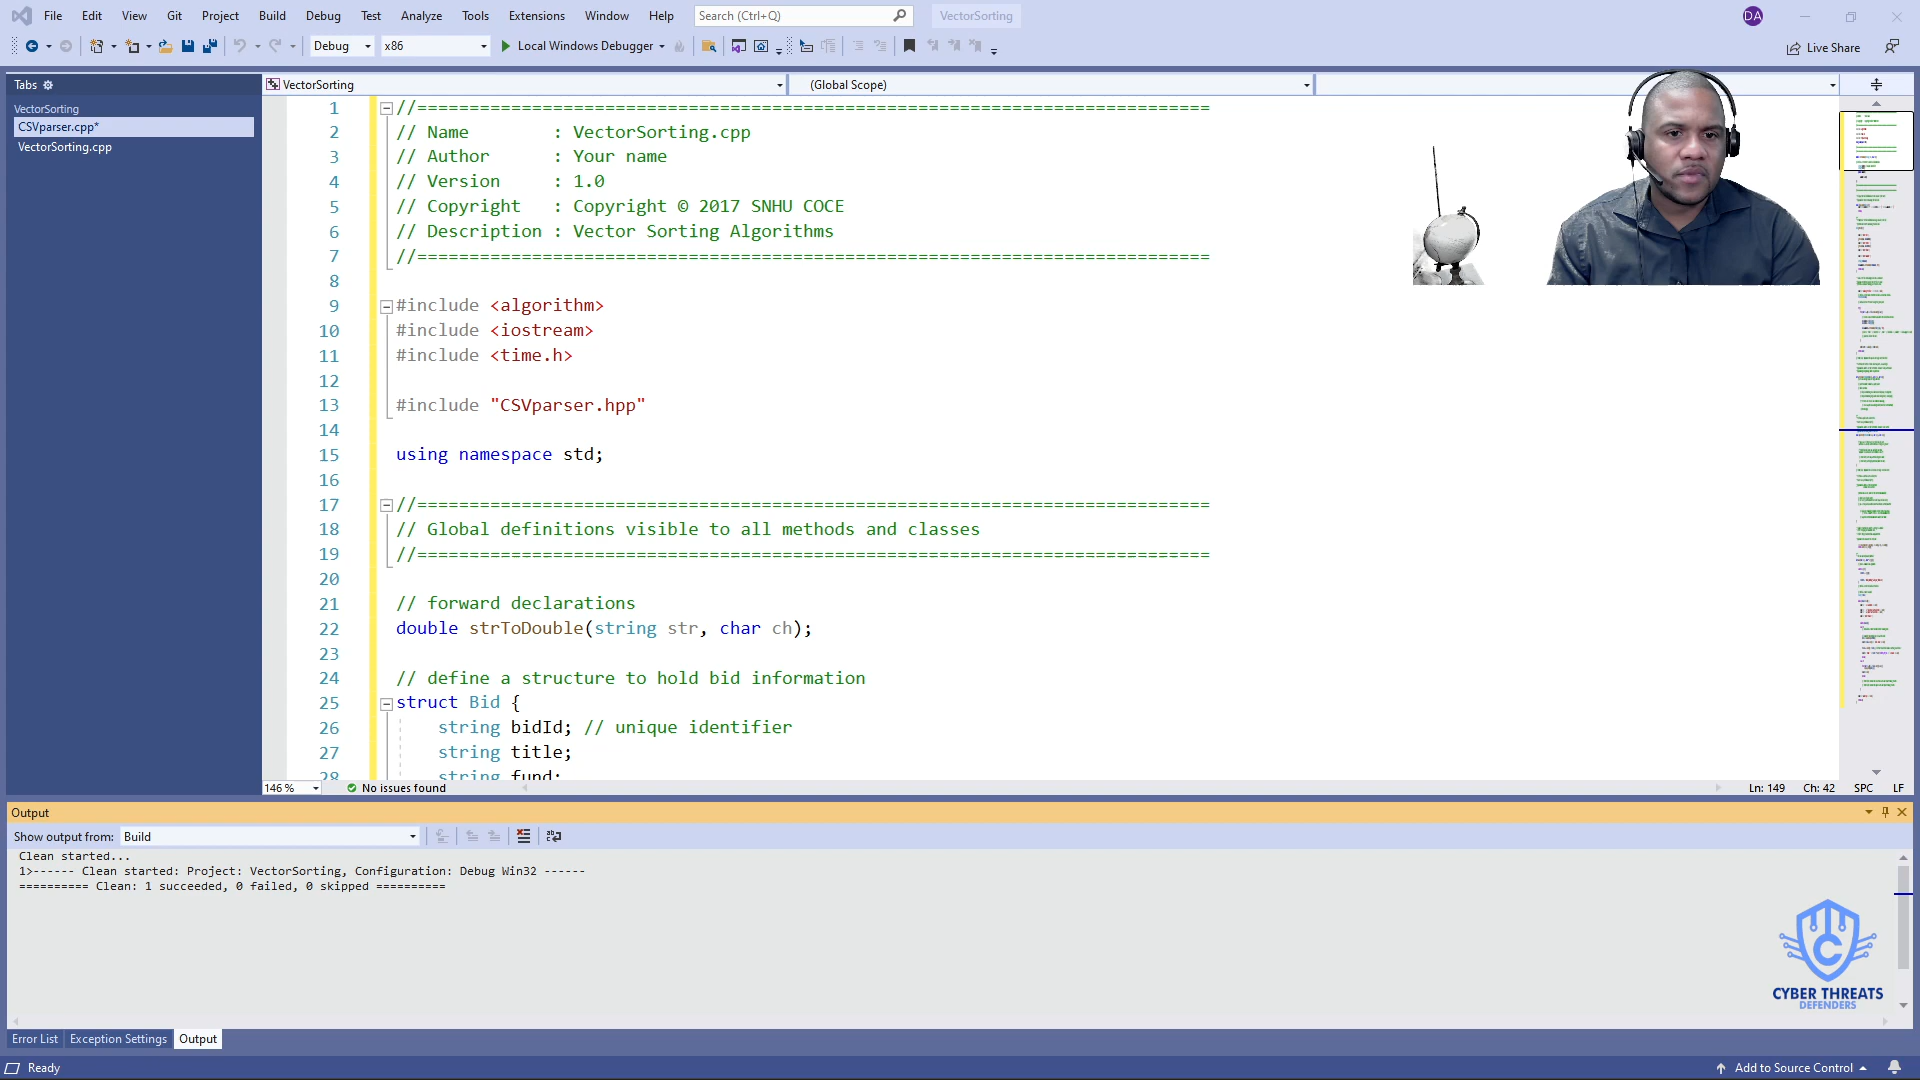 File Edit View Git Project Build Debug Test Analyze Tools Extensions Window Help Search (Ctrl+Q) VectorSorting DA
Debug x86 Local Windows Debugger Live Share
Tabs
VectorSorting
CSVparser.cpp*
VectorSorting.cpp
VectorSorting (Global Scope)
1 //============================================================================
2 // Name : VectorSorting.cpp
3 // Author : Your name
4 // Version : 1.0
5 // Copyright : Copyright © 2017 SNHU COCE
6 // Description : Vector Sorting Algorithms
7 //============================================================================
8
9 #include <algorithm>
10 #include <iostream>
11 #include <time.h>
12
13 #include "CSVparser.hpp"
14
15 using namespace std;
16
17 //============================================================================
18 // Global definitions visible to all methods and classes
19 //============================================================================
20
21 // forward declarations
22 double strToDouble(string str, char ch);
23
24 // define a structure to hold bid information
25 struct Bid {
26 string bidId; // unique identifier
27 string title;
28 string fund;
146 % No issues found Ln: 149 Ch: 42 SPC LF
Output
Show output from: Build
Clean started...
1>------ Clean started: Project: VectorSorting, Configuration: Debug Win32 ------
========== Clean: 1 succeeded, 0 failed, 0 skipped ==========
C
CYBER THREATS
DEFENDERS
Error List Exception Settings Output
Ready Add to Source Control